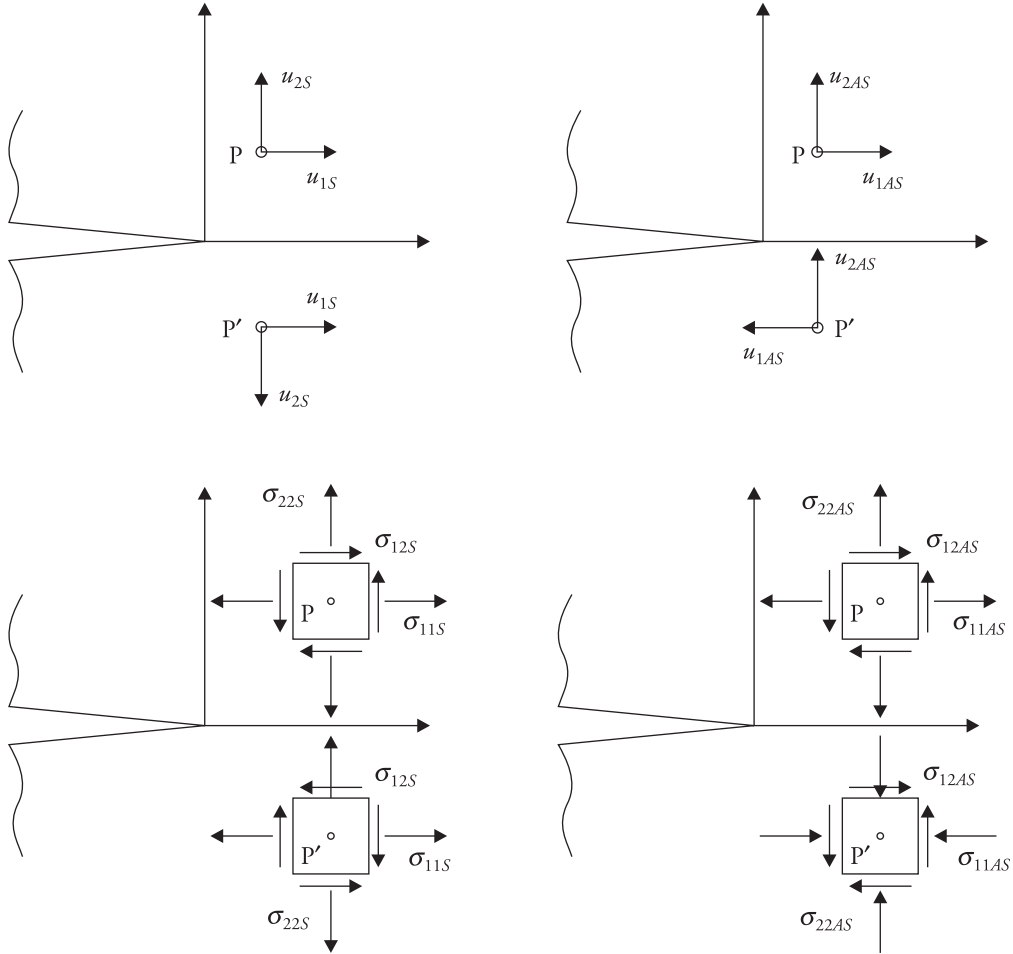 u2S
P
u1S
u1S
P′
u2S
u2AS
P
u1AS
u2AS
P′
u1AS
σ22S
σ12S
P
σ11S
σ12S
P′
σ11S
σ22S
σ22AS
σ12AS
P
σ11AS
σ12AS
P′
σ11AS
σ22AS